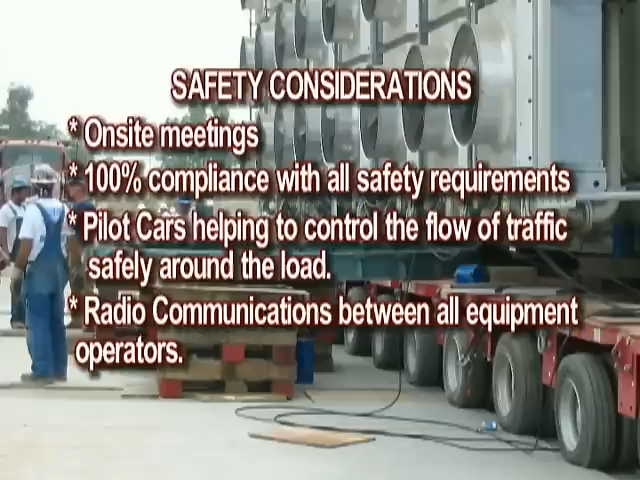 SAFETY CONSIDERATIONS
* Onsite meetings
* 100% compliance with all safety requirements
* Pilot Cars helping to control the flow of traffic
safely around the load.
* Radio Communications between all equipment
operators.